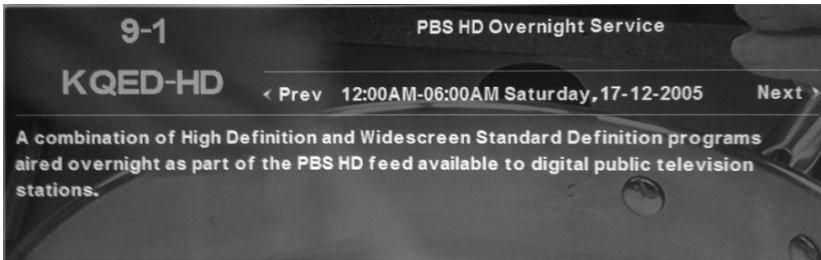 9-1
PBS HD Overnight Service
KQED-HD
< Prev 12:00AM-06:00AM Saturday,17-12-2005 Next >
A combination of High Definition and Widescreen Standard Definition programs
aired overnight as part of the PBS HD feed available to digital public television
stations.